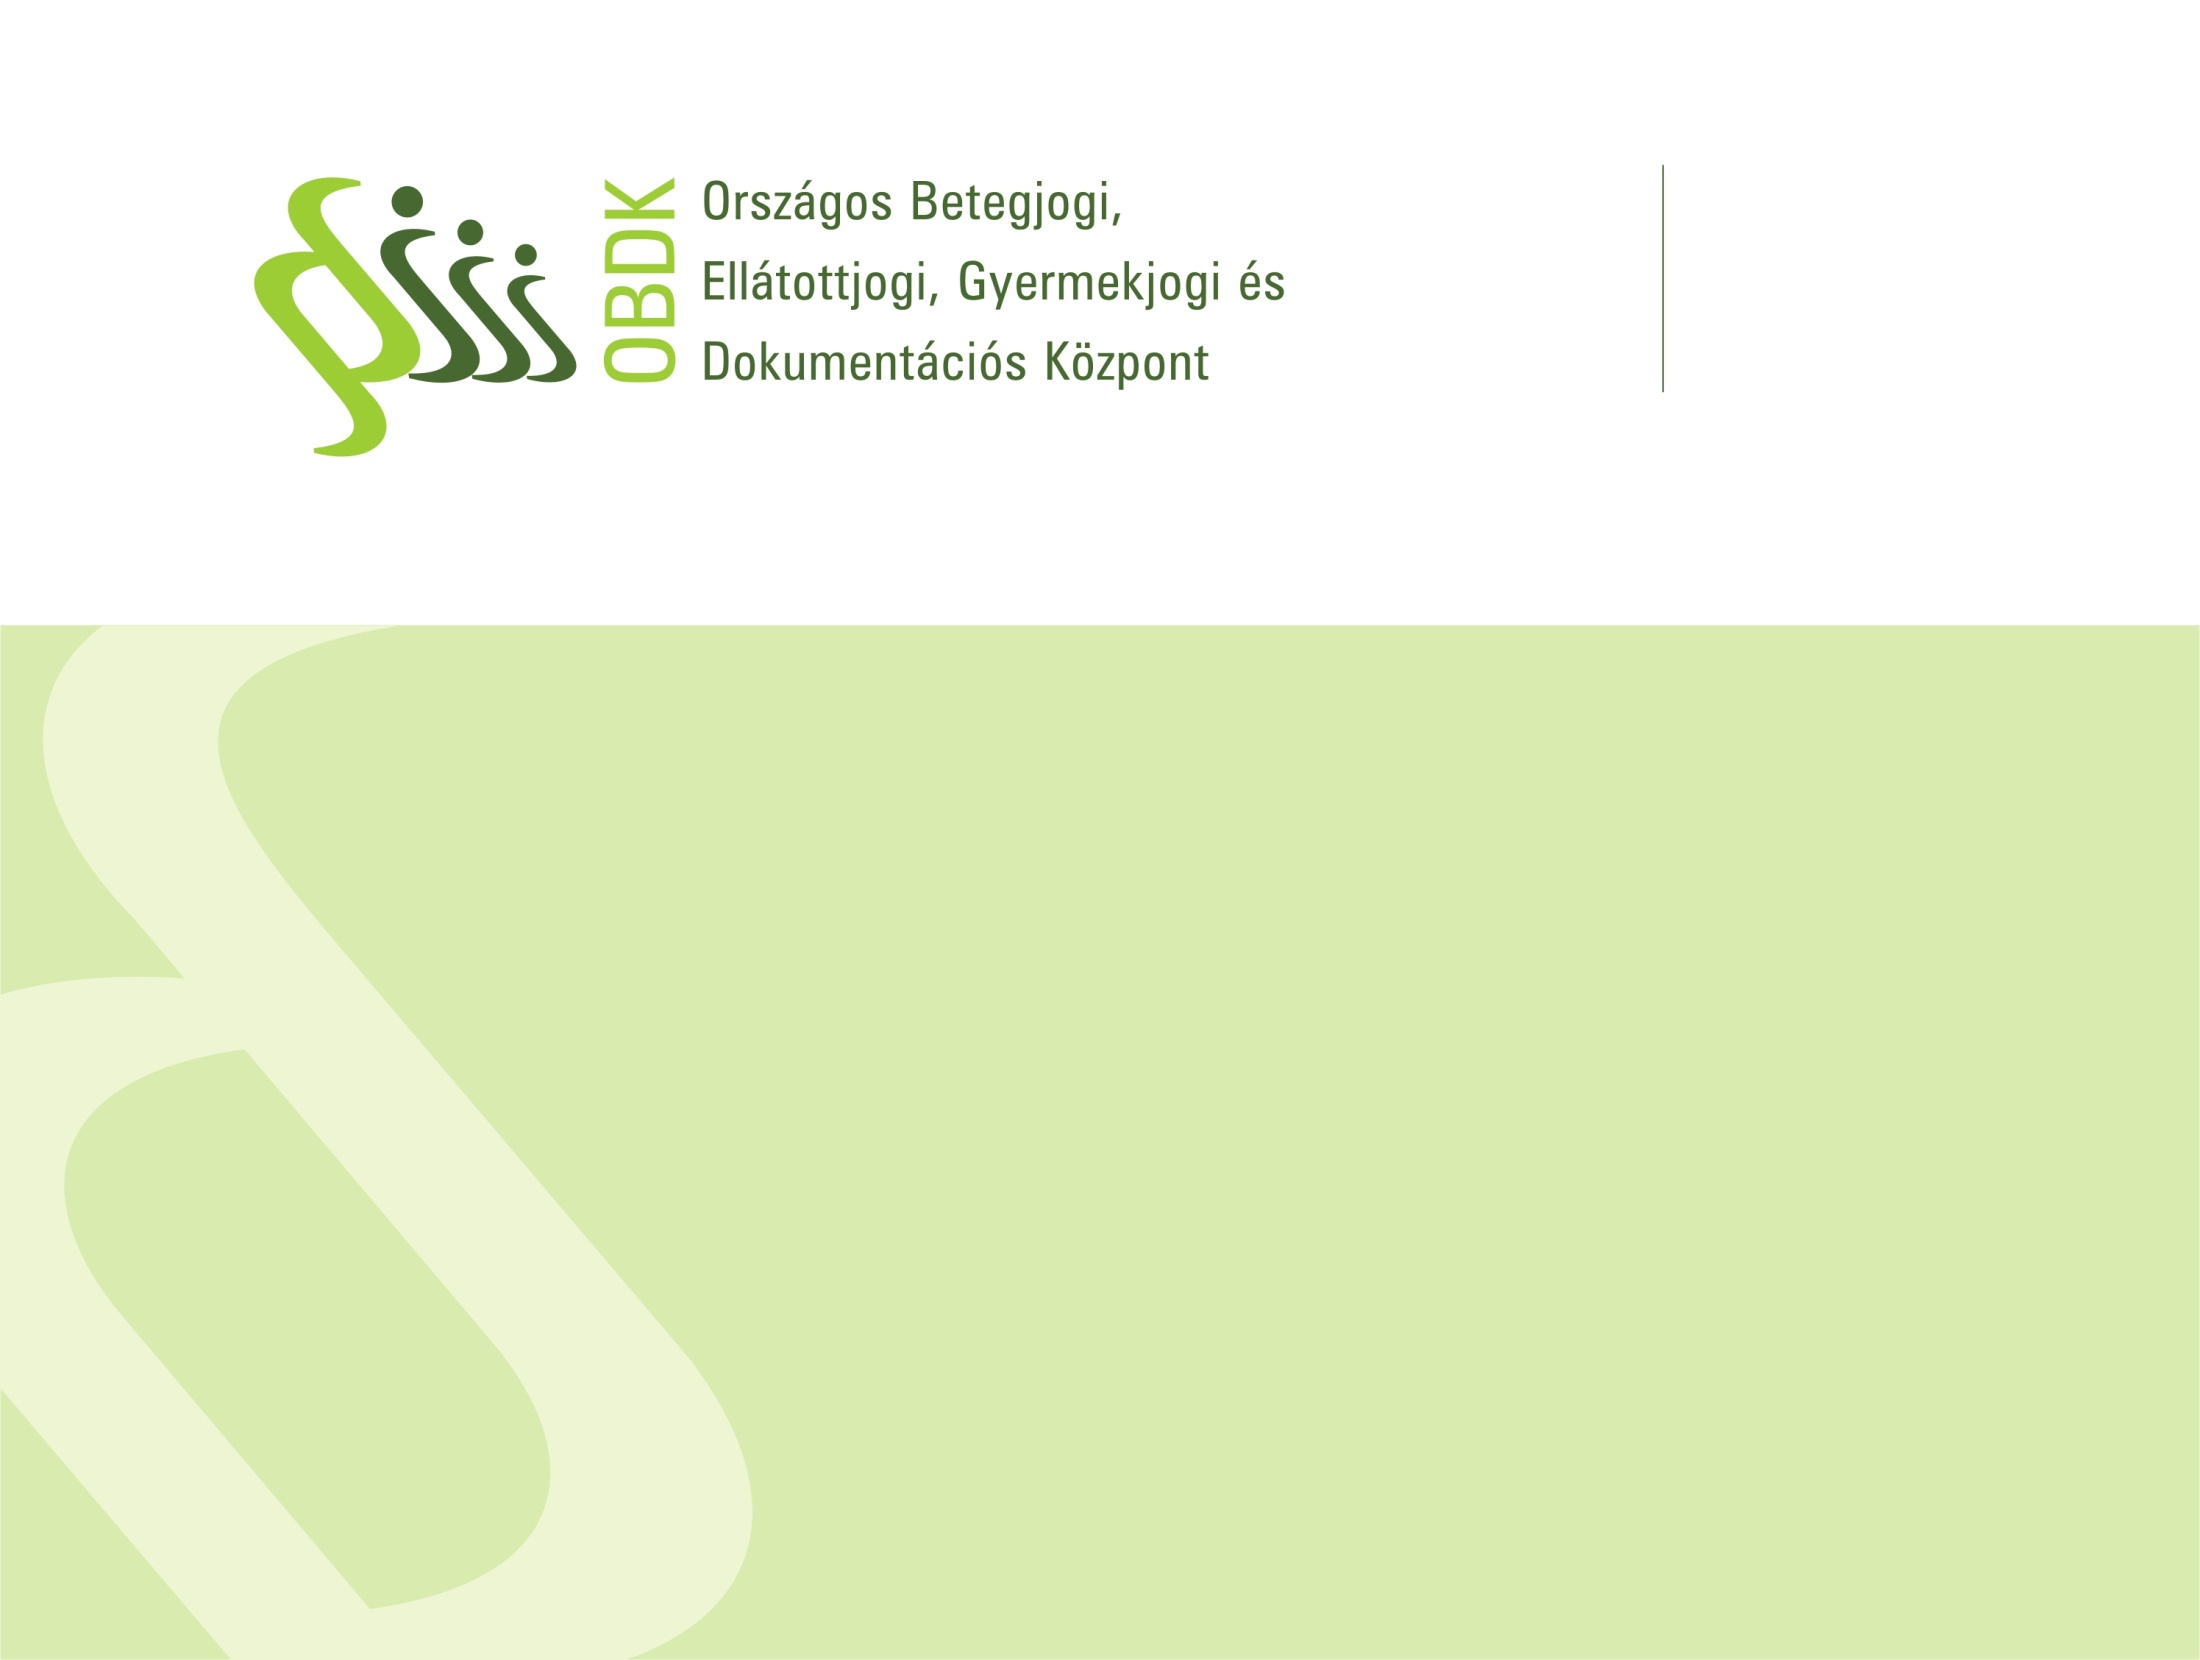 OBDK
Országos Betegjogi,
Ellátottjogi, Gyermekjogi és
Dokumentációs Központ